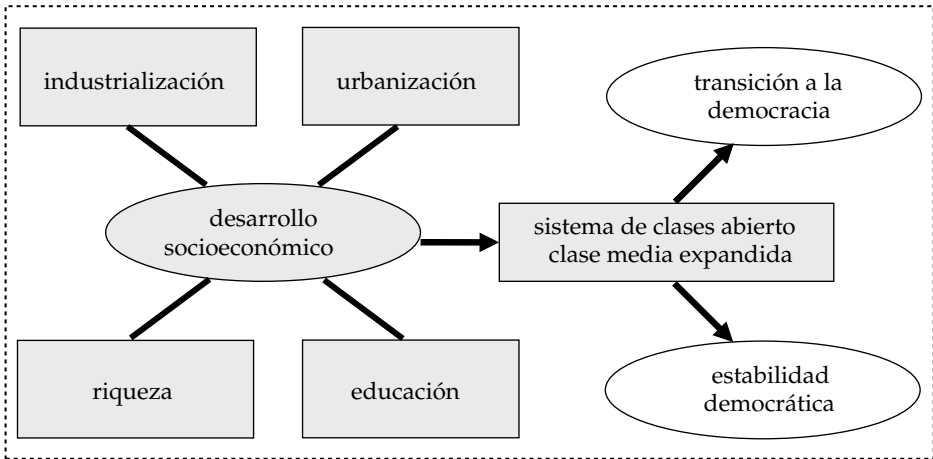 industrialización
urbanización
transición a la
democracia
desarrollo
socioeconómico
sistema de clases abierto
clase media expandida
riqueza
educación
estabilidad
democrática